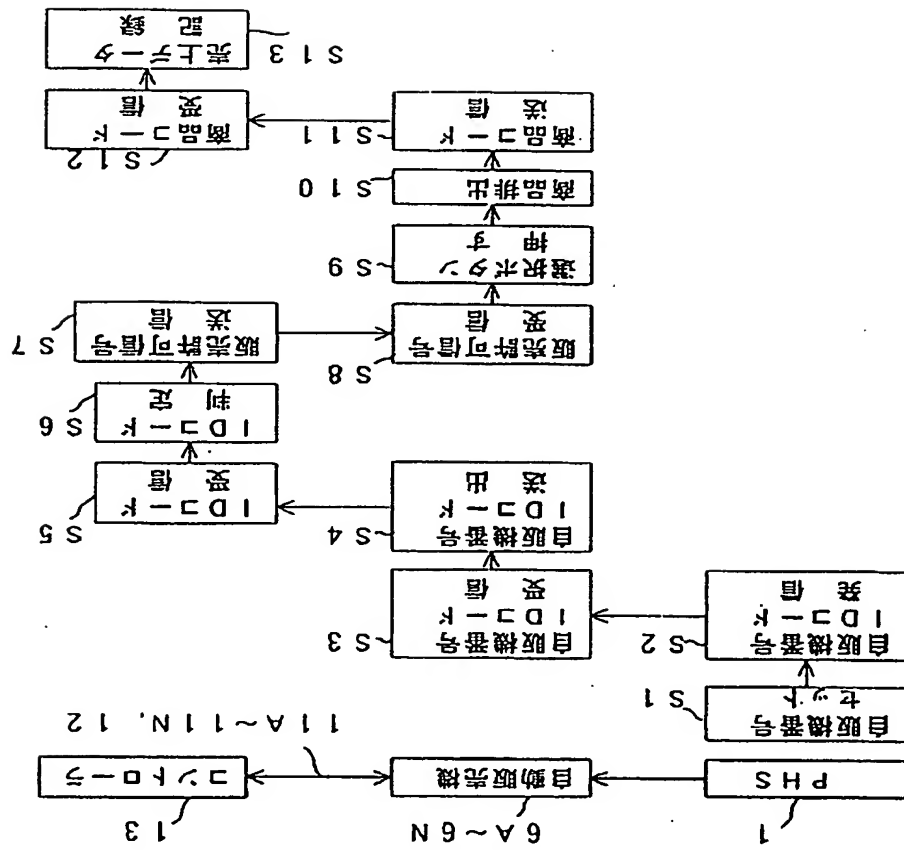 1
6A~6N
13
PHS
自動販売機
コントローラ
11A~11N, 12
自販機番号
セット
S1
自販機番号
IDコード
発 信
S2
自販機番号
IDコード
受 信
S3
自販機番号
IDコード
送 出
S4
IDコード
受 信
S5
IDコード
判 定
S6
販売許可信号
送 信
S7
販売許可信号
受 信
S8
選択ボタン
押 す
S9
商品排出
S10
商品コード
送 信
S11
商品コード
受 信
S12
売上データ
記 録
S13